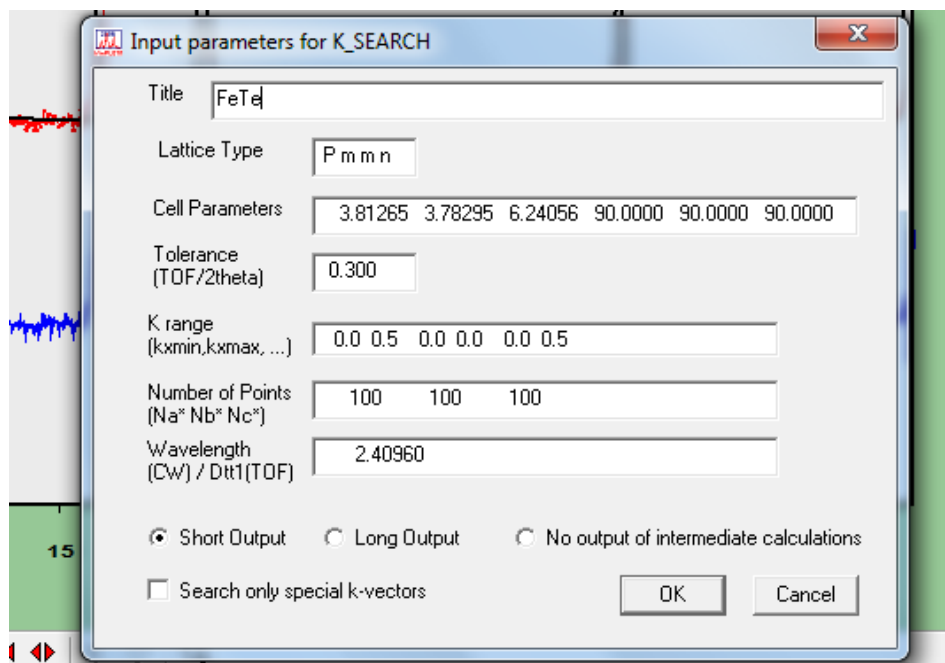 Input parameters for K_SEARCH
Title FeTe
Lattice Type P m m n
Cell Parameters 3.81265 3.78295 6.24056 90.0000 90.0000 90.0000
Tolerance
(TOF/2theta) 0.300
K range
(kxmin,kxmax, ...) 0.0 0.5 0.0 0.0 0.0 0.5
Number of Points
(Na* Nb* Nc*) 100 100 100
Wavelength
(CW) / Dtt1(TOF) 2.40960
15
Short Output Long Output No output of intermediate calculations
Search only special k-vectors OK Cancel